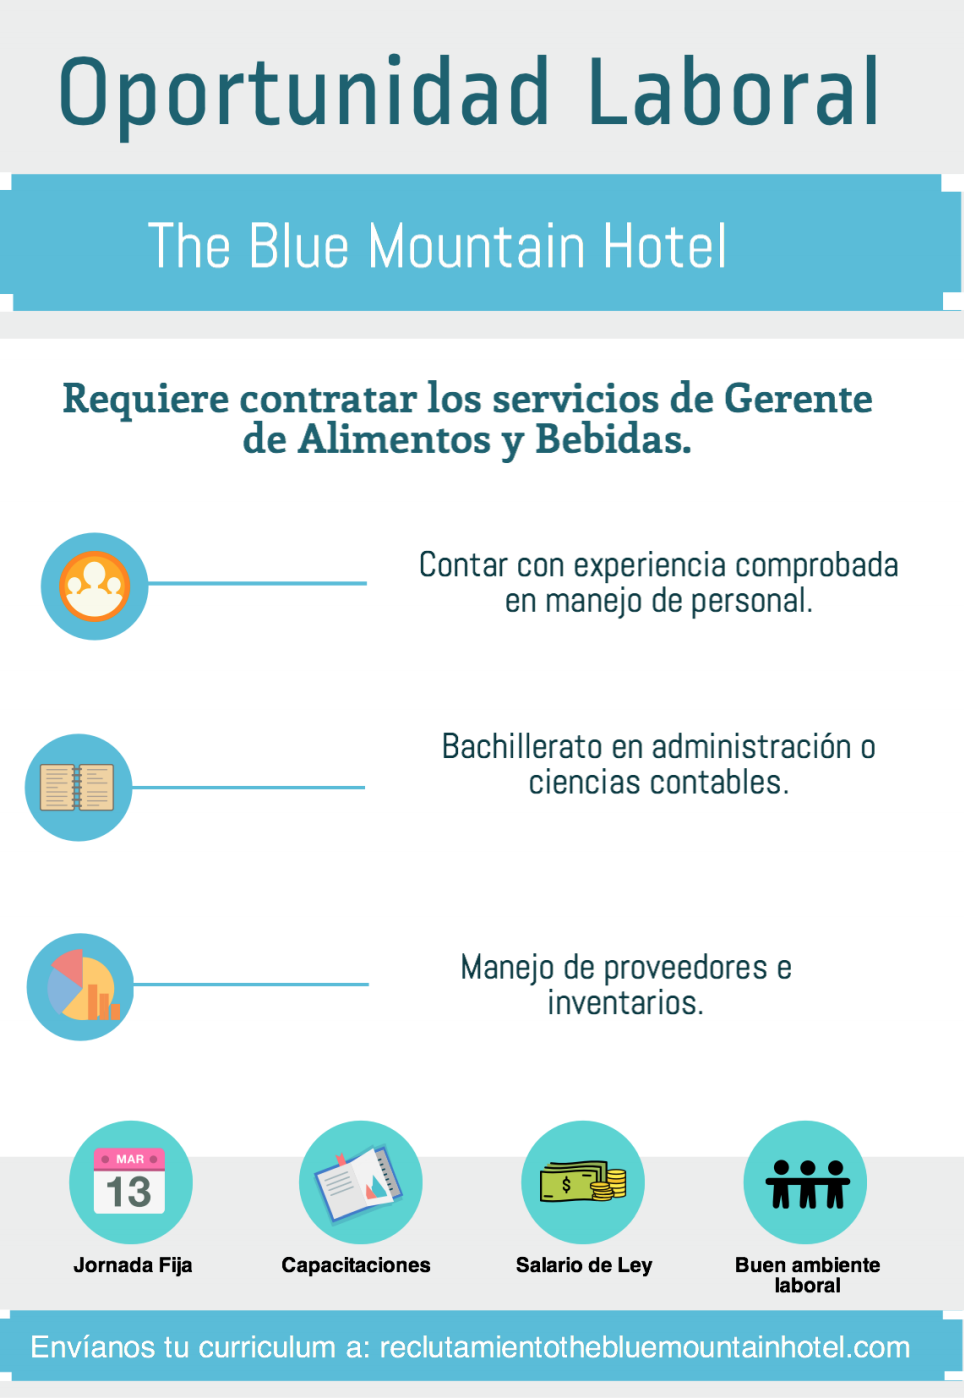 Oportunidad Laboral
The Blue Mountain Hotel
Requiere contratar los servicios de Gerente
de Alimentos y Bebidas.
Contar con experiencia comprobada
en manejo de personal.
Bachillerato en administración o
ciencias contables.
Manejo de proveedores e
inventarios.
MAR
13
$
Jornada Fija
Capacitaciones
Salario de Ley
Buen ambiente
laboral
Envíanos tu curriculum a: reclutamientothebluemountainhotel.com